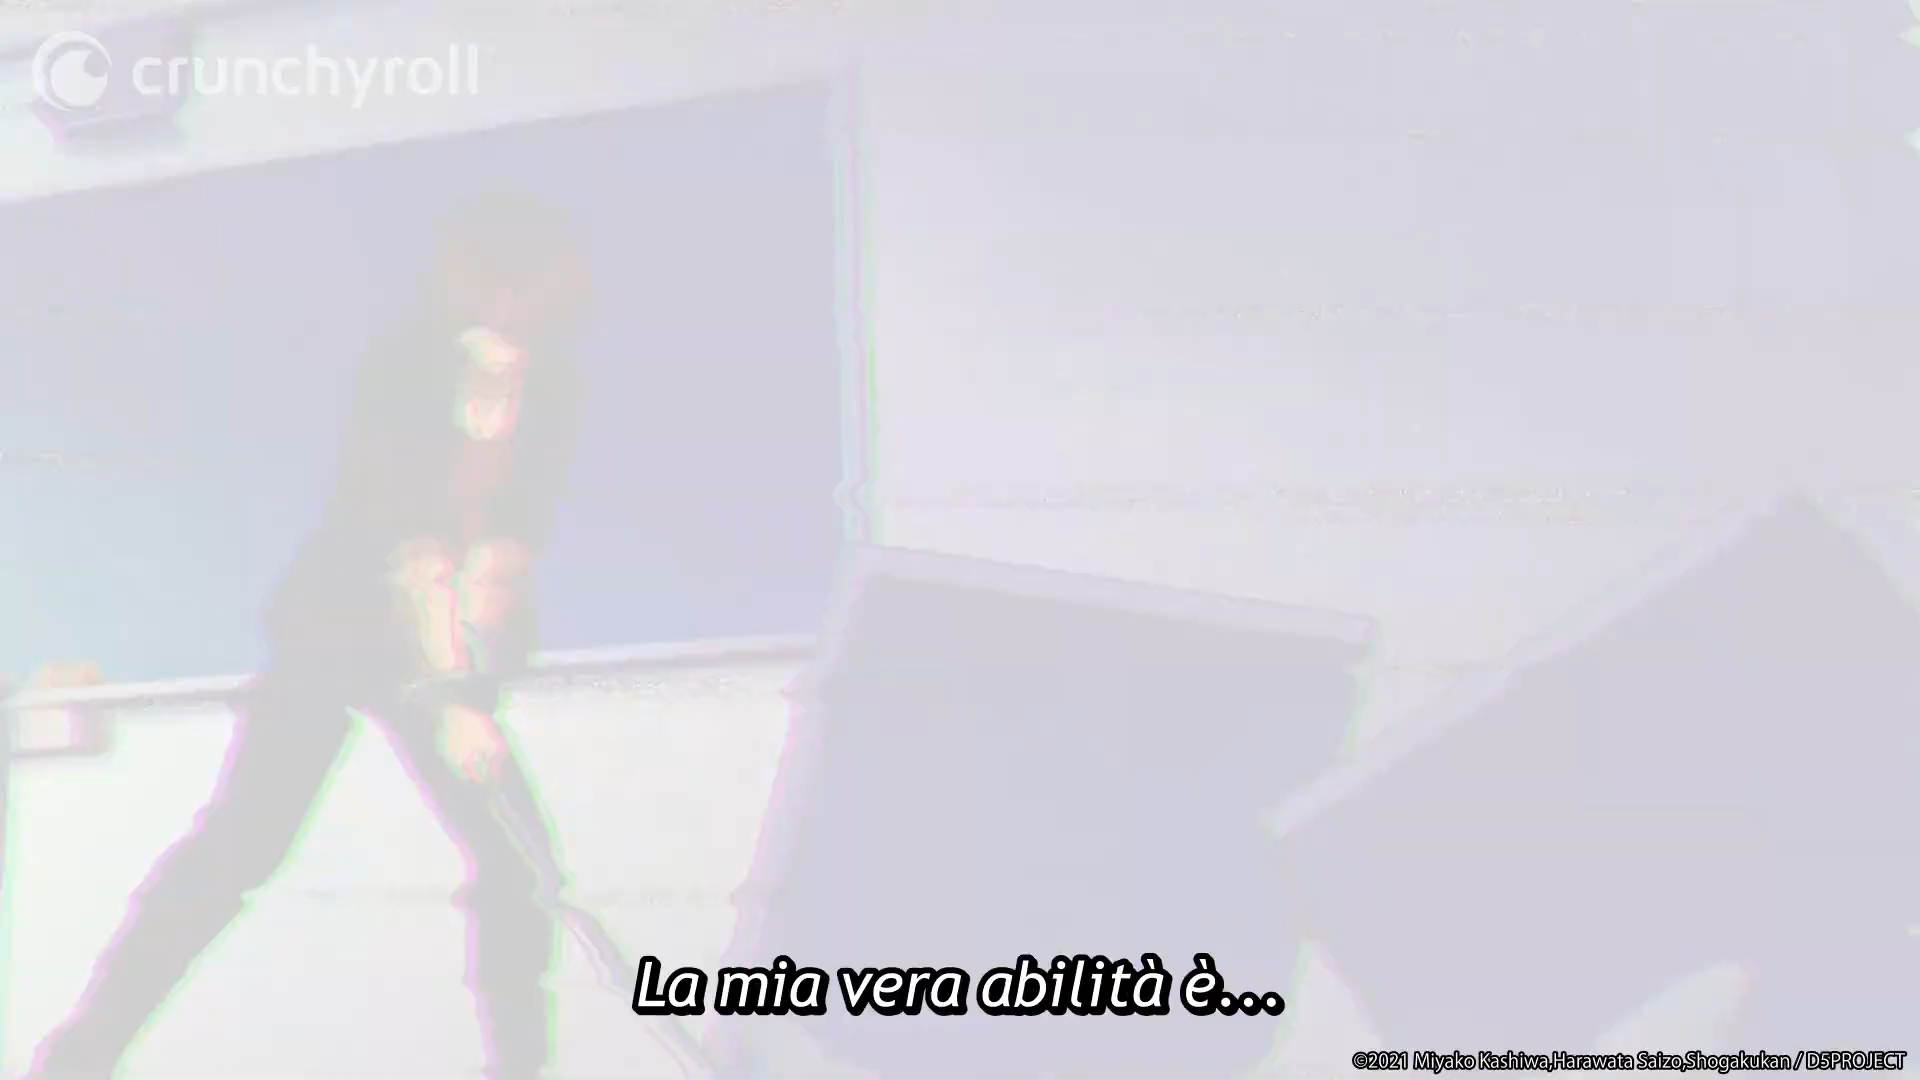 crunchyroll
La mia vera abilità è...
©2021 Miyako Kashiwa,Harawata Saizo,Shogakukan / D5PROJECT